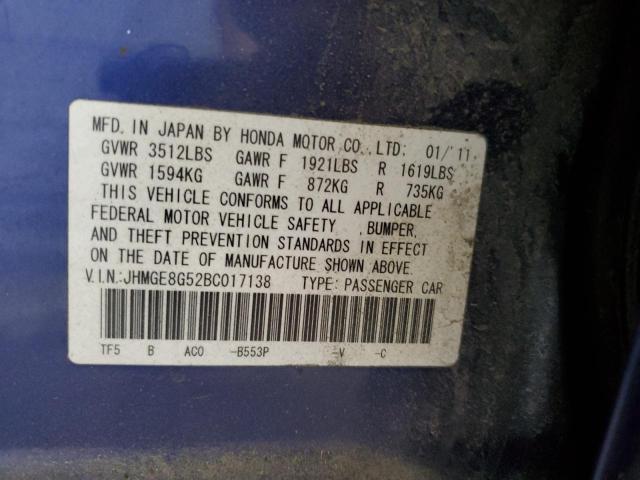 MFD. IN JAPAN BY HONDA MOTOR CO., LTD. 01/'11
GVWR 3512LBS GAWR F 1921LBS R 1619LBS
GVWR 1594KG GAWR F 872KG R 735KG
THIS VEHICLE CONFORMS TO ALL APPLICABLE
FEDERAL MOTOR VEHICLE SAFETY , BUMPER,
AND THEFT PREVENTION STANDARDS IN EFFECT
ON THE DATE OF MANUFACTURE SHOWN ABOVE.
V.I.N.:JHMGE8G52BC017138 TYPE: PASSENGER CAR
TF5 B AC0 -B553P -V -C